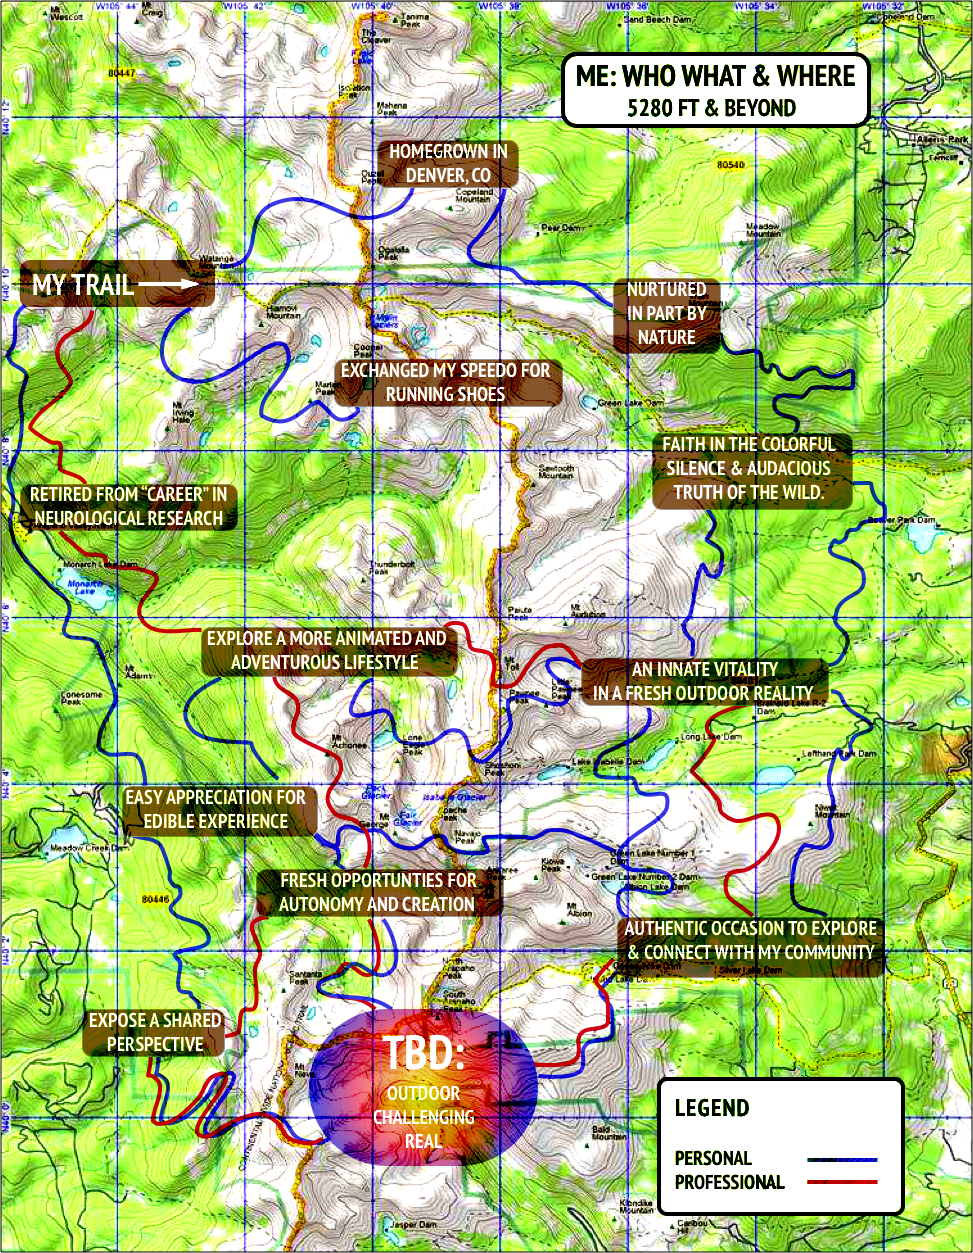 W105° 44'
W105° 42'
W105° 40'
W105° 38'
W105° 36'
W105° 34'
W105° 32'
Mt
Wescott
Mt
Craig
Tanima
Peak
Sand Beach Dam
Copeland Dam
The
Cleaver
80447
ME: WHO WHAT & WHERE
5280 FT & BEYOND
Isolation
Peak
Mahana
Peak
N40° 12'
Allens Park
Ferncliff
HOMEGROWN IN
DENVER, CO
80540
Ouzel
Peak
Copeland
Mountain
Pear Dam
Meadow
Mountain
Ogalalla
Peak
Watanga
Mountain
N40° 10'
MY TRAIL
NURTURED
IN PART BY
NATURE
Hiamovi
Mountain
Cooper
Peak
EXCHANGED MY SPEEDO FOR
RUNNING SHOES
Marten
Peak
Mt
Irving
Hale
Green Lake Dam
N40° 8'
FAITH IN THE COLORFUL
SILENCE & AUDACIOUS
TRUTH OF THE WILD.
Sawtooth
Mountain
RETIRED FROM “CAREER” IN
NEUROLOGICAL RESEARCH
Beaver Park Dam
Monarch Lake Dam
Monarch
Lake
Thunderbolt
Peak
N40° 6'
Paiute
Peak
Mt
Audubon
EXPLORE A MORE ANIMATED AND
ADVENTUROUS LIFESTYLE
Mt
Toll
AN INNATE VITALITY
IN A FRESH OUTDOOR REALITY
Mt
Adams
Lonesome
Peak
Pawnee
Peak
Brainard Lake R-2
Dam
Mt
Achonee
Lone
Eagle
Peak
Long Lake Dam
Lefthand Park Dam
Shoshoni
Peak
Lake Isabelle Dam
N40° 4'
EASY APPRECIATION FOR
EDIBLE EXPERIENCE
Peck
Glacier
Isabelle Glacier
Fair
Glacier
Mt
George
Apache
Peak
Navajo
Peak
Niwot
Mountain
Meadow Creek Dam
Green Lake Number 1
Dam
Kiowa
Peak
Green Lake Number 2 Dam
Albion Lake Dam
Arikaree
Peak
FRESH OPPORTUNTIES FOR
AUTONOMY AND CREATION
80446
Mt
Albion
AUTHENTIC OCCASION TO EXPLORE
& CONNECT WITH MY COMMUNITY
N40° 2'
Santanta
Peak
North
Arapaho
Peak
Silver Lake Dam
South
Arapaho
Peak
EXPOSE A SHARED
PERSPECTIVE
TBD:
OUTDOOR
CHALLENGING
REAL
Mt
Neva
N40° 0'
Bald
Mountain
LEGEND
PERSONAL
PROFESSIONAL
Klondike
Mountain
Caribou
Hill
Jasper Dam